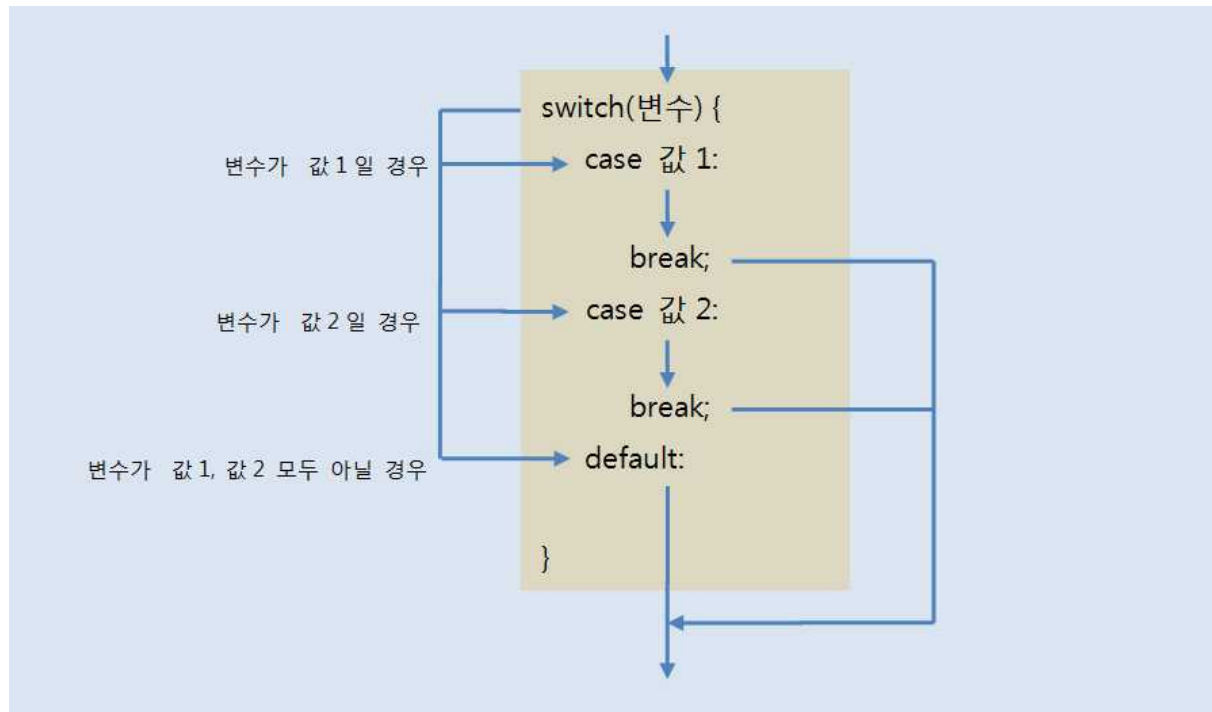 switch(변수) {
변수가 값 1 일 경우
case 값 1:
break;
변수가 값 2 일 경우
case 값 2:
break;
변수가 값 1, 값 2 모두 아닐 경우
default:
}